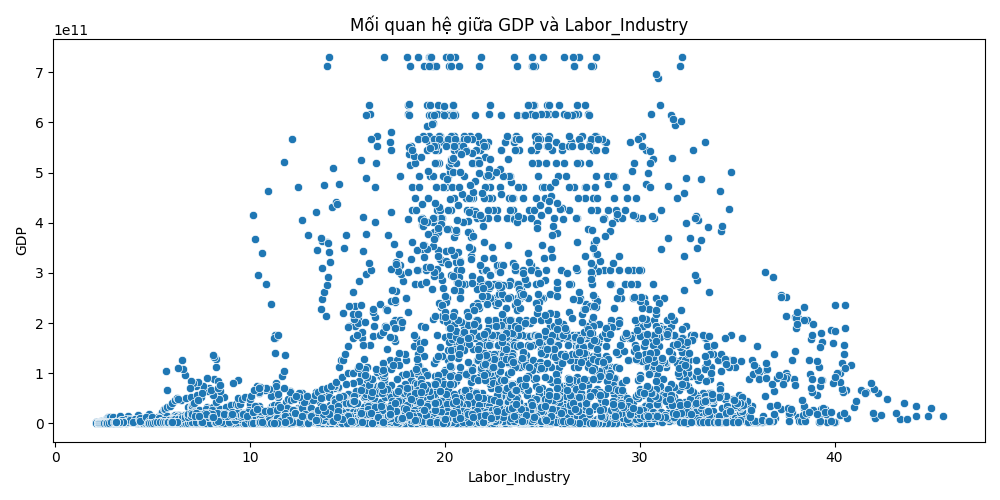 Mối quan hệ giữa GDP và Labor_Industry
1e11
7
6
5
4
3
2
1
0
GDP
0 10 20 30 40
Labor_Industry